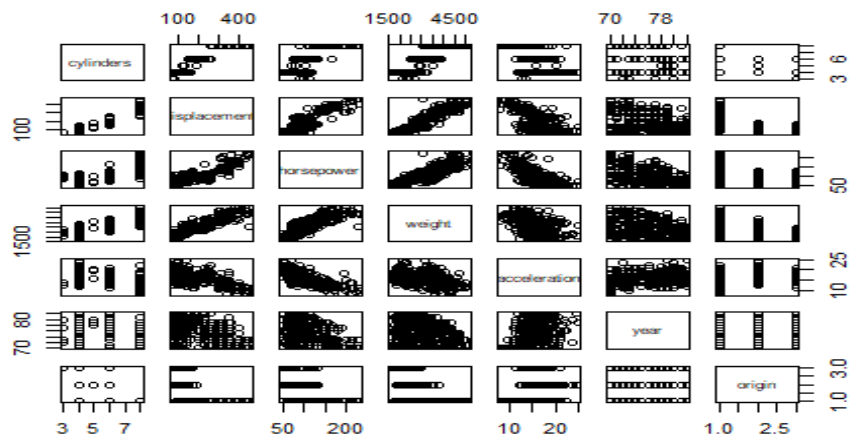 100 400 1500 4500 70 78
cylinders 3 6
100 isplacement
horsepower 50
1500 weight
acceleration 10 25
70 80 year
origin 1.0 3.0
3 5 7 50 200 10 20 1.0 2.5